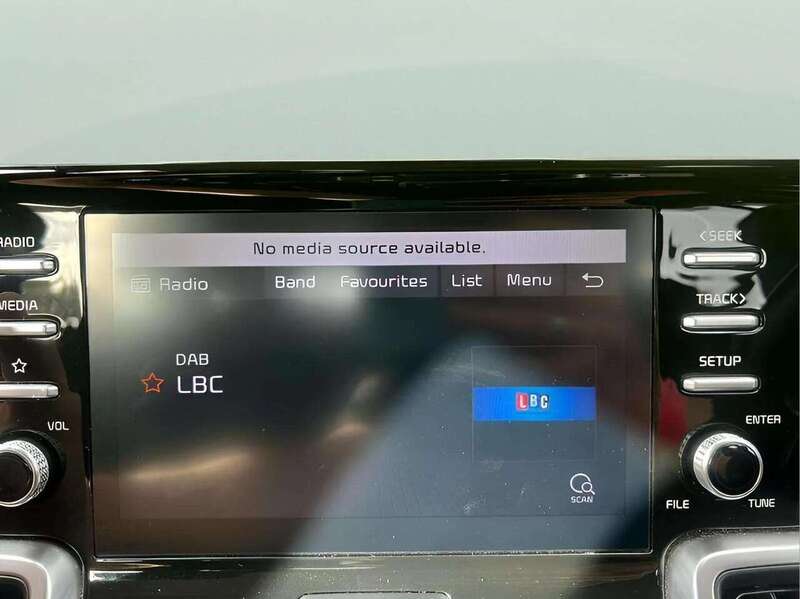 No media source available.
Radio Band Favourites List Menu
DAB
LBC
LBC
SCAN
RADIO
MEDIA
VOL
<SEEK
TRACK>
SETUP
ENTER
FILE TUNE